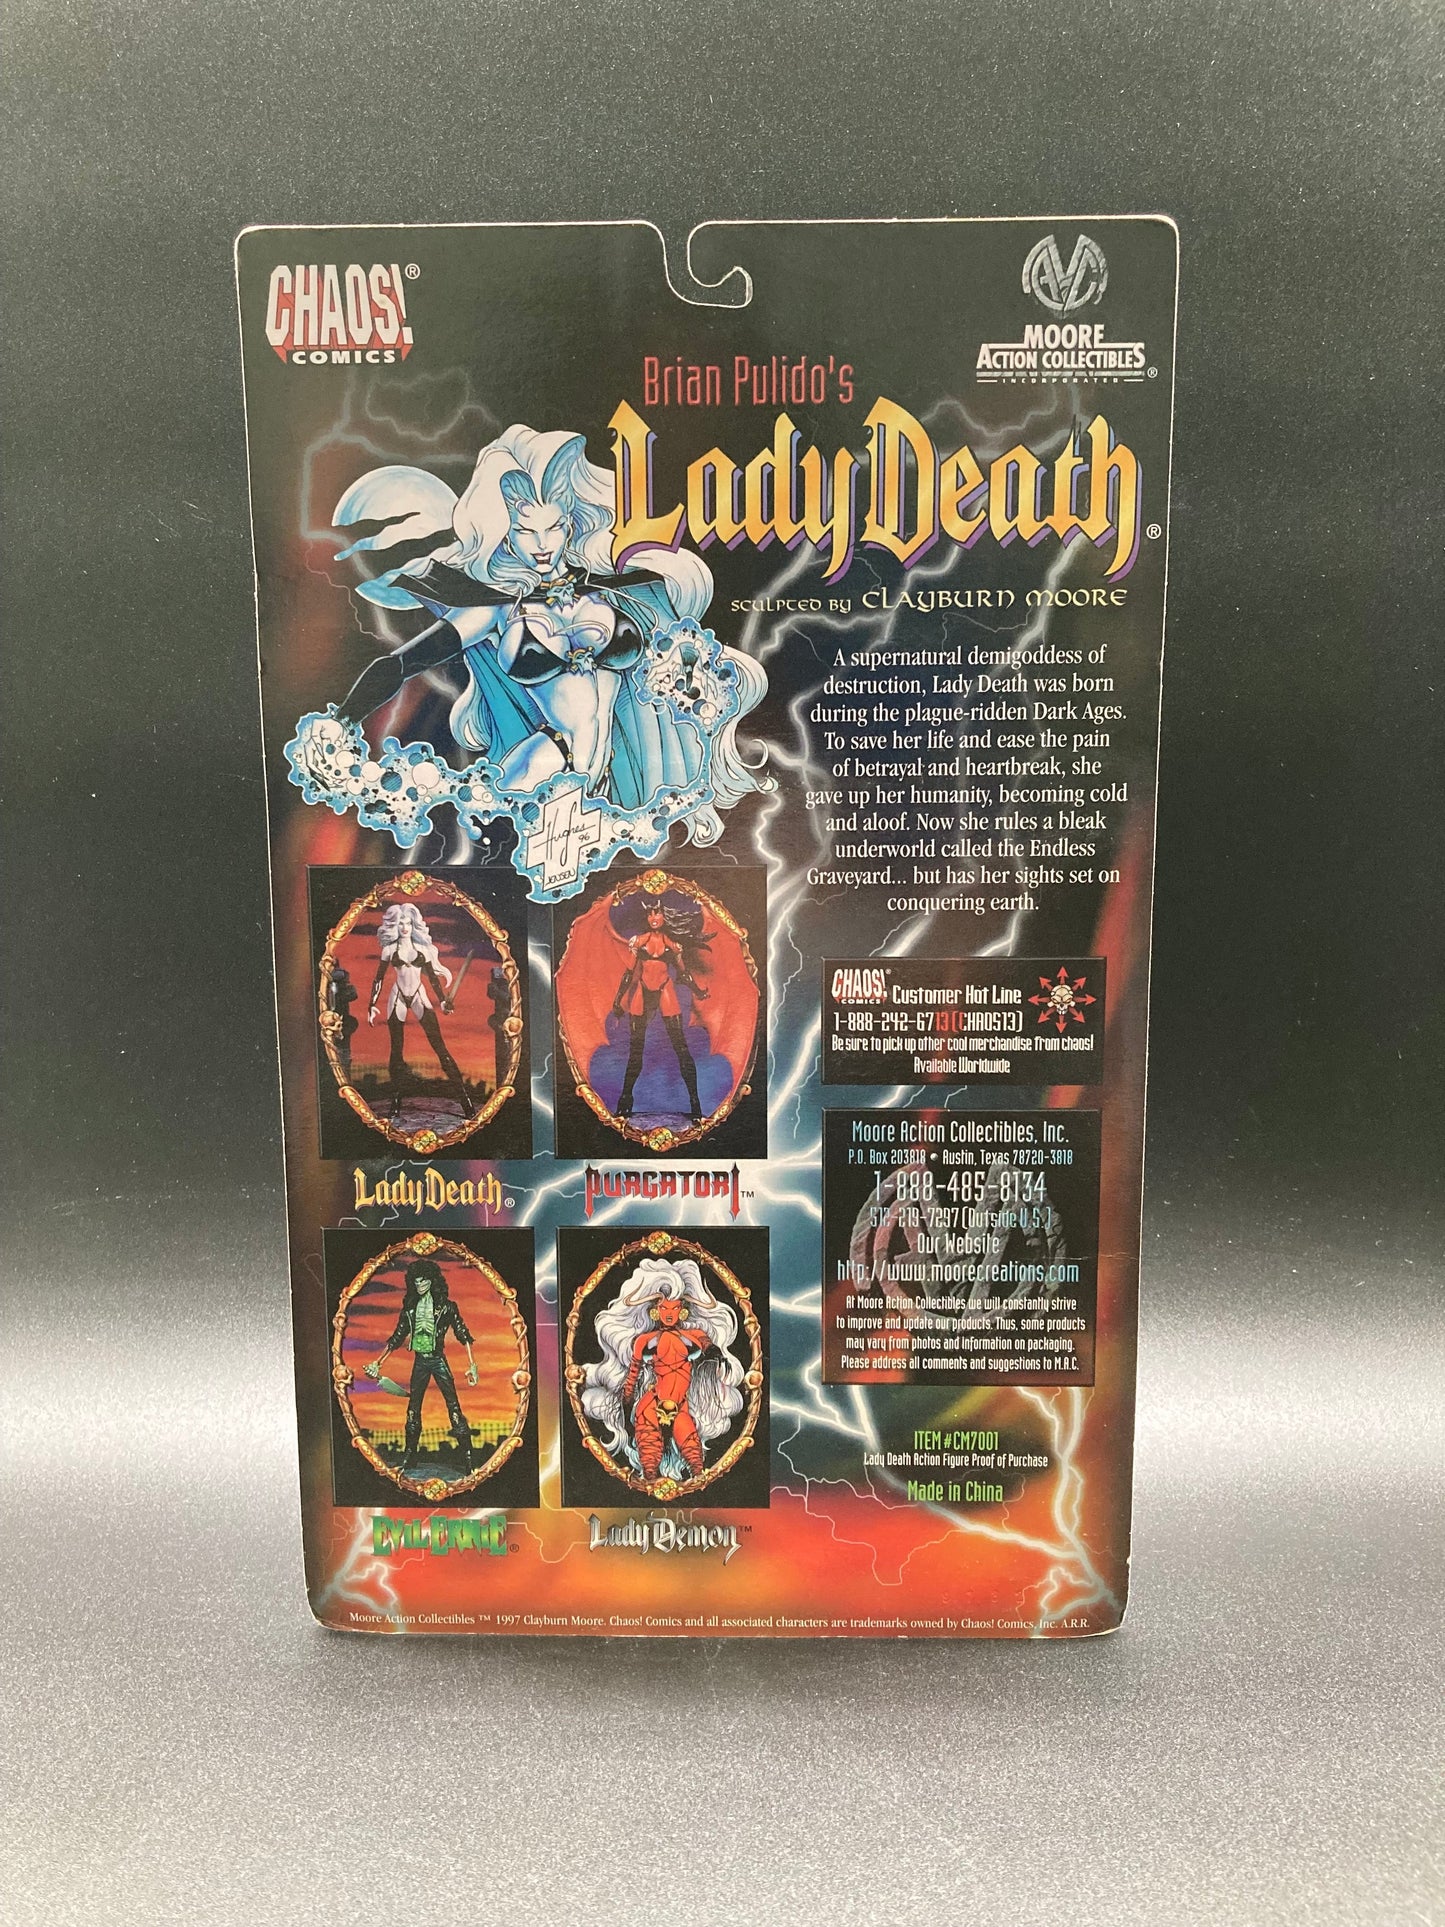 CHAOS!®
COMICS
MOORE
ACTION COLLECTIBLES
INCORPORATED ®
Brian Pulido's
Lady Death®
sculpted by Clayburn Moore
A supernatural demigoddess of
destruction, Lady Death was born
during the plague-ridden Dark Ages.
To save her life and ease the pain
of betrayal and heartbreak, she
gave up her humanity, becoming cold
and aloof. Now she rules a bleak
underworld called the Endless
Graveyard... but has her sights set on
conquering earth.
Hughes
96
JENSEN
Lady Death®
PURGATORI™
EVIL ERNIE®
Lady Demon™
CHAOS!® COMICS Customer Hot Line
1-888-242-6713 (CHAOS13)
Be sure to pick up other cool merchandise from chaos!
Available Worldwide
Moore Action Collectibles, Inc.
P.O. Box 203818 • Austin, Texas 78720-3818
1-888-485-8134
512-219-7297 (Outside U.S.)
Our Website
http://www.moorecreations.com
At Moore Action Collectibles we will constantly strive
to improve and update our products. Thus, some products
may vary from photos and information on packaging.
Please address all comments and suggestions to M.A.C.
ITEM #CM7001
Lady Death Action Figure Proof of Purchase
Made in China
Moore Action Collectibles ™ 1997 Clayburn Moore. Chaos! Comics and all associated characters are trademarks owned by Chaos! Comics, Inc. A.R.R.